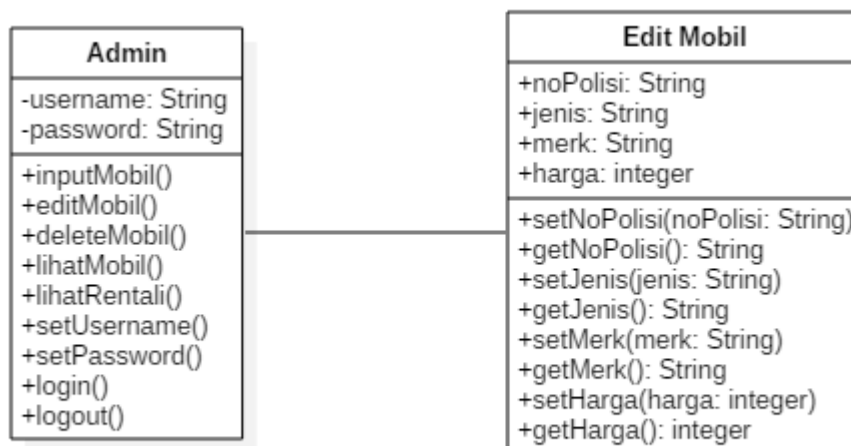 Admin
-username: String
-password: String
+inputMobil()
+editMobil()
+deleteMobil()
+lihatMobil()
+lihatRentali()
+setUsername()
+setPassword()
+login()
+logout()
Edit Mobil
+noPolisi: String
+jenis: String
+merk: String
+harga: integer
+setNoPolisi(noPolisi: String)
+getNoPolisi(): String
+setJenis(jenis: String)
+getJenis(): String
+setMerk(merk: String)
+getMerk(): String
+setHarga(harga: integer)
+getHarga(): integer